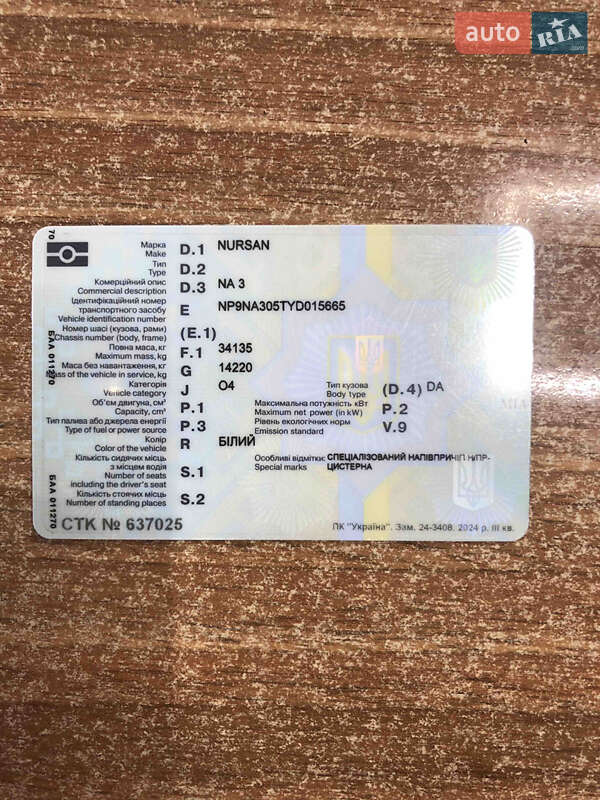 auto RIA
70
БАА 011270
БАА 011270
Марка
Make D.1 NURSAN
Тип
Type D.2
Комерційний опис
Commercial description D.3 NA 3
Ідентифікаційний номер
транспортного засобу
Vehicle identification number E NP9NA305TYD015665
Номер шасі (кузова, рами)
Chassis number (body, frame) (E.1)
Повна маса, кг
Maximum mass, kg F.1 34135
Маса без навантаження, кг
Mass of the vehicle in service, kg G 14220
Категорія
Vehicle category J O4
Тип кузова
Body type (D.4) DA
Об'єм двигуна, см³
Capacity, cm³ P.1
Максимальна потужність кВт
Maximum net power (in kW) P.2
Тип палива або джерела енергії
Type of fuel or power source P.3
Рівень екологічних норм
Emission standard V.9
Колір
Color of the vehicle R БІЛИЙ
Особливі відмітки: СПЕЦІАЛІЗОВАНИЙ НАПІВПРИЧІП Н/ПР-
Special marks ЦИСТЕРНА
Кількість сидячих місць
з місцем водія
Number of seats
including the driver's seat S.1
Кількість стоячих місць
Number of standing places S.2
СТК № 637025
ПК "Україна". Зам. 24-3408. 2024 р. III кв.